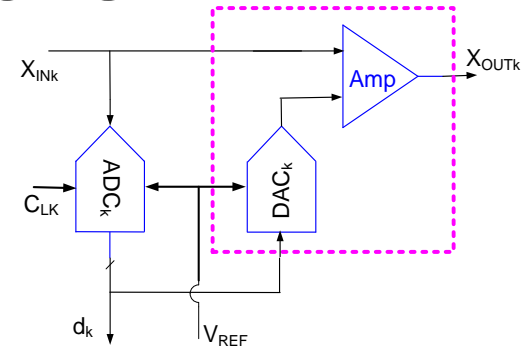 X_INk
Amp
X_OUTk
ADC_k
DAC_k
C_LK
d_k
V_REF